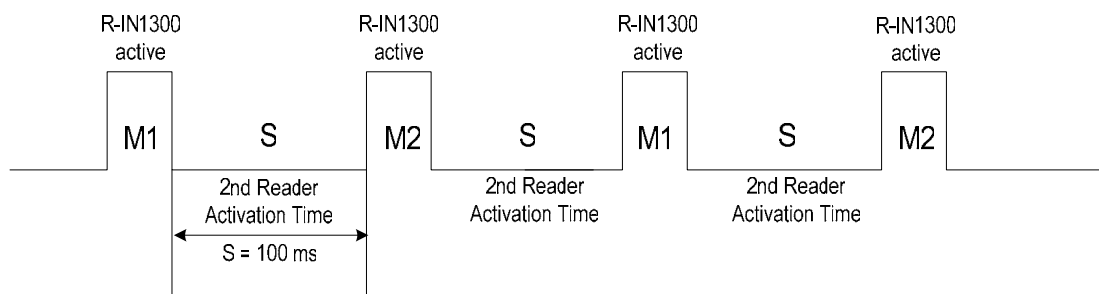 R-IN1300
active
R-IN1300
active
R-IN1300
active
R-IN1300
active
M1
S
M2
S
M1
S
M2
2nd Reader
Activation Time
S = 100 ms
2nd Reader
Activation Time
2nd Reader
Activation Time